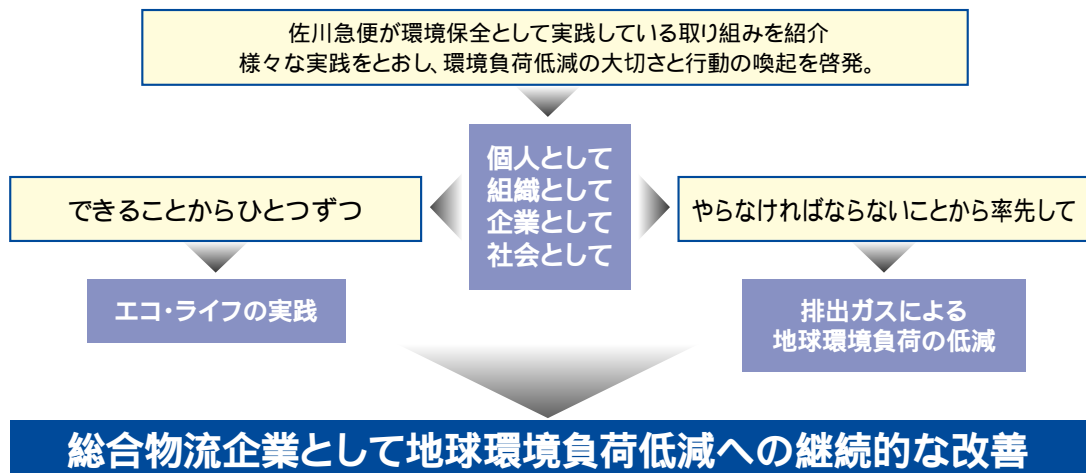 佐川急便が環境保全として実践している取り組みを紹介
様々な実践をとおし、環境負荷低減の大切さと行動の喚起を啓発。
個人として
組織として
企業として
社会として
できることからひとつずつ
やらなければならないことから率先して
エコ・ライフの実践
排出ガスによる
地球環境負荷の低減
総合物流企業として地球環境負荷低減への継続的な改善